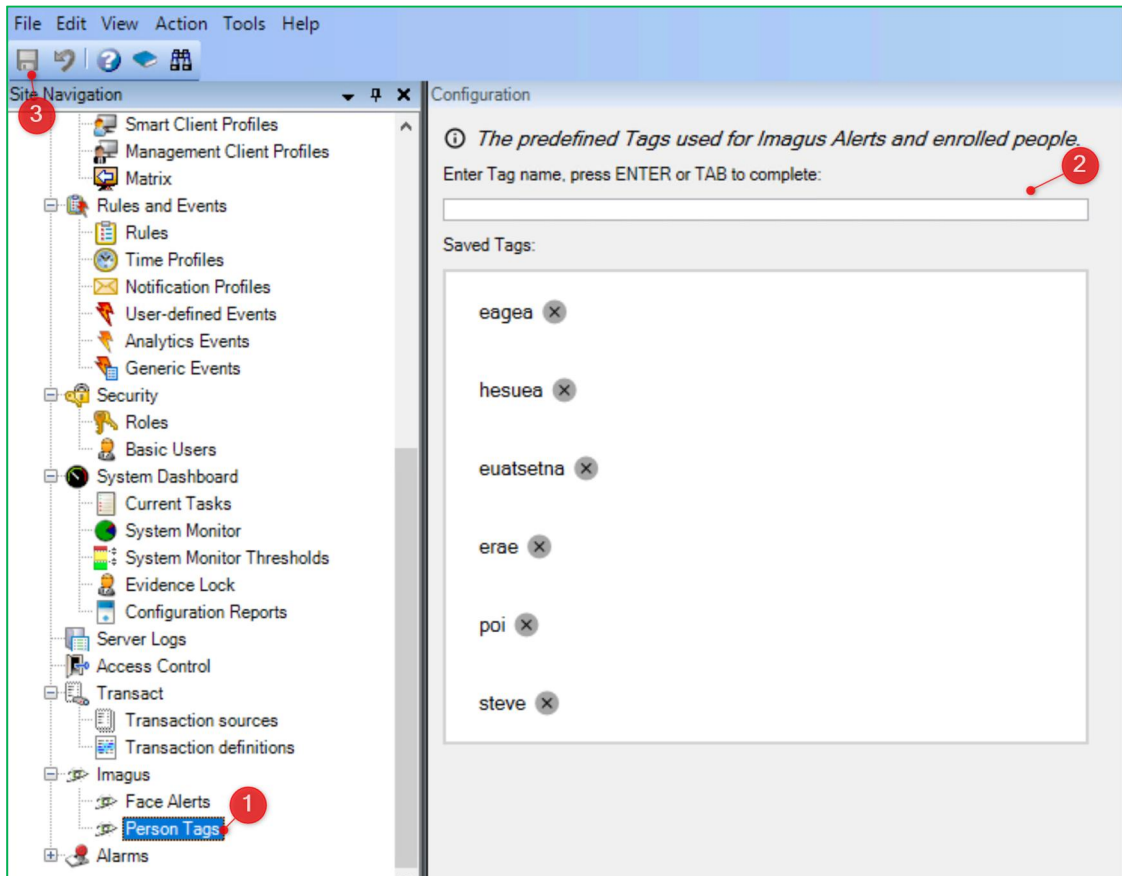 File Edit View Action Tools Help
Site Navigation
3
Smart Client Profiles
Management Client Profiles
Matrix
Rules and Events
Rules
Time Profiles
Notification Profiles
User-defined Events
Analytics Events
Generic Events
Security
Roles
Basic Users
System Dashboard
Current Tasks
System Monitor
System Monitor Thresholds
Evidence Lock
Configuration Reports
Server Logs
Access Control
Transact
Transaction sources
Transaction definitions
Imagus
Face Alerts
1
Person Tags
Alarms
Configuration
The predefined Tags used for Imagus Alerts and enrolled people.
Enter Tag name, press ENTER or TAB to complete:
2
Saved Tags:
eagea
hesuea
euatsetna
erae
poi
steve